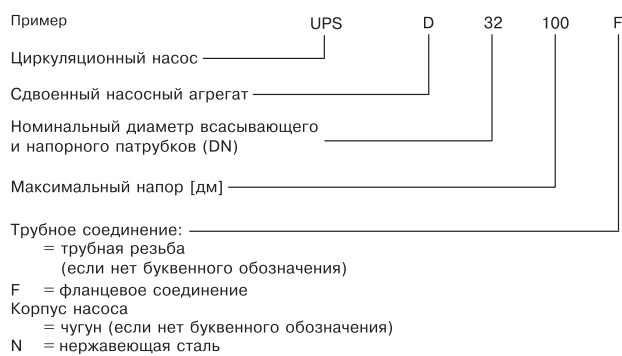 Пример UPS D 32 100 F
Циркуляционный насос
Сдвоенный насосный агрегат
Номинальный диаметр всасывающего
и напорного патрубков (DN)
Максимальный напор [дм]
Трубное соединение:
= трубная резьба
(если нет буквенного обозначения)
F = фланцевое соединение
Корпус насоса
= чугун (если нет буквенного обозначения)
N = нержавеющая сталь